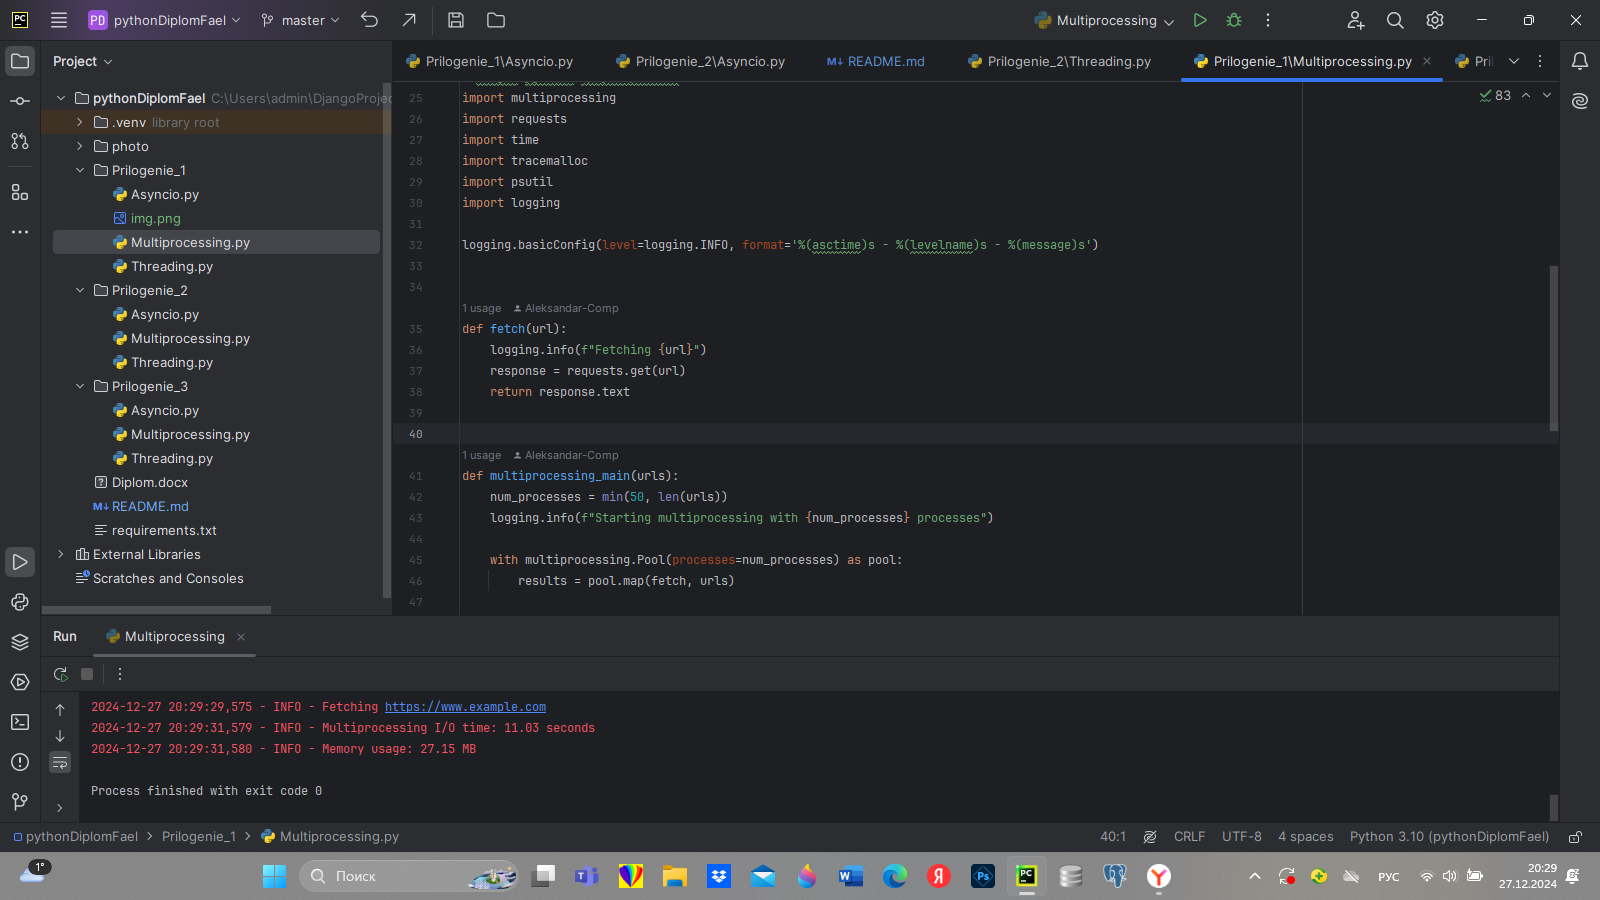 PC
PD pythonDiplomFael
master
Multiprocessing
Project
Prilogenie_1\Asyncio.py
Prilogenie_2\Asyncio.py
M↓ README.md
Prilogenie_2\Threading.py
Prilogenie_1\Multiprocessing.py
Pril
83
pythonDiplomFael C:\Users\admin\DjangoProjec
.venv library root
photo
Prilogenie_1
Asyncio.py
img.png
Multiprocessing.py
Threading.py
Prilogenie_2
Asyncio.py
Multiprocessing.py
Threading.py
Prilogenie_3
Asyncio.py
Multiprocessing.py
Threading.py
Diplom.docx
M↓ README.md
requirements.txt
External Libraries
Scratches and Consoles
25 import multiprocessing
26 import requests
27 import time
28 import tracemalloc
29 import psutil
30 import logging
31
32 logging.basicConfig(level=logging.INFO, format='%(asctime)s - %(levelname)s - %(message)s')
33
34
1 usage Aleksandar-Comp
35 def fetch(url):
36 logging.info(f"Fetching {url}")
37 response = requests.get(url)
38 return response.text
39
40
1 usage Aleksandar-Comp
41 def multiprocessing_main(urls):
42 num_processes = min(50, len(urls))
43 logging.info(f"Starting multiprocessing with {num_processes} processes")
44
45 with multiprocessing.Pool(processes=num_processes) as pool:
46 results = pool.map(fetch, urls)
47
Run
Multiprocessing
2024-12-27 20:29:29,575 - INFO - Fetching https://www.example.com
2024-12-27 20:29:31,579 - INFO - Multiprocessing I/O time: 11.03 seconds
2024-12-27 20:29:31,580 - INFO - Memory usage: 27.15 MB
Process finished with exit code 0
pythonDiplomFael > Prilogenie_1 > Multiprocessing.py
40:1 CRLF UTF-8 4 spaces Python 3.10 (pythonDiplomFael)
1°
Поиск
РУС
20:29
27.12.2024